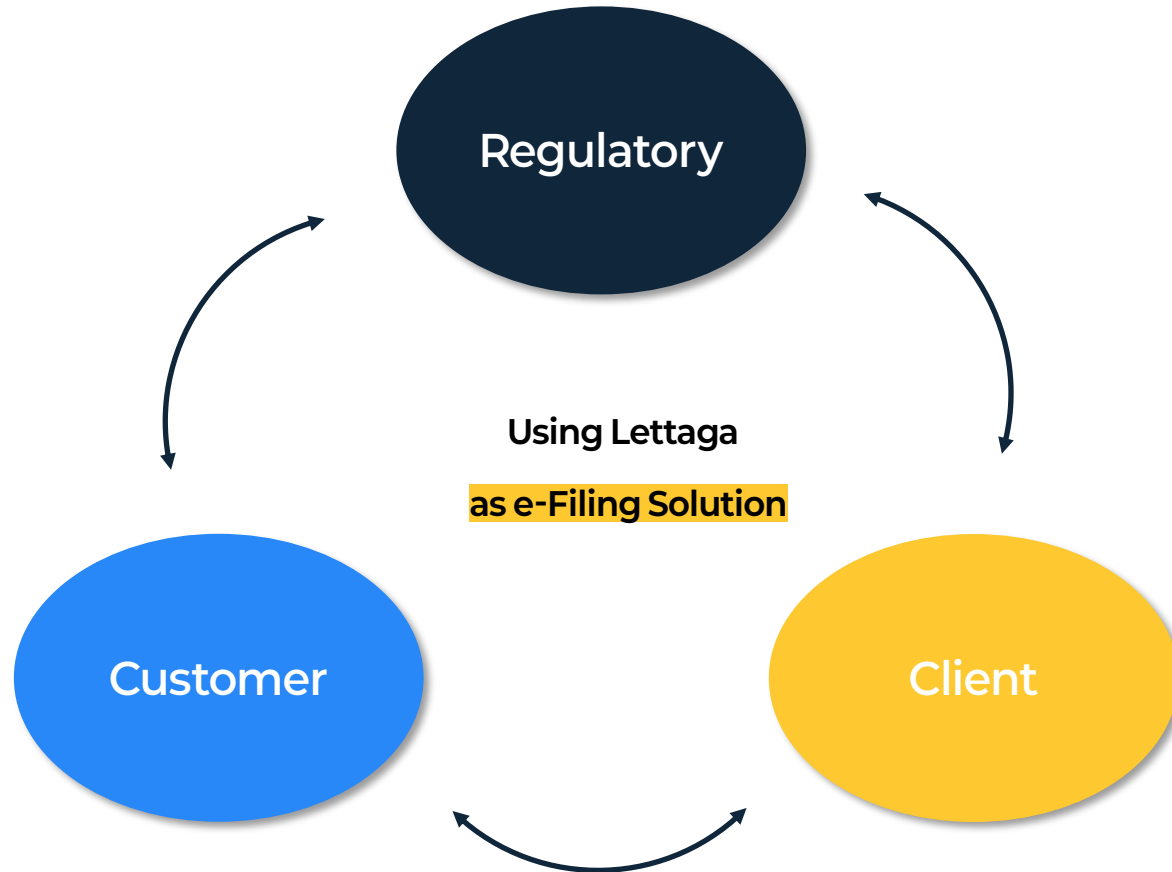 Regulatory
Using Lettaga
as e-Filing Solution
Customer
Client